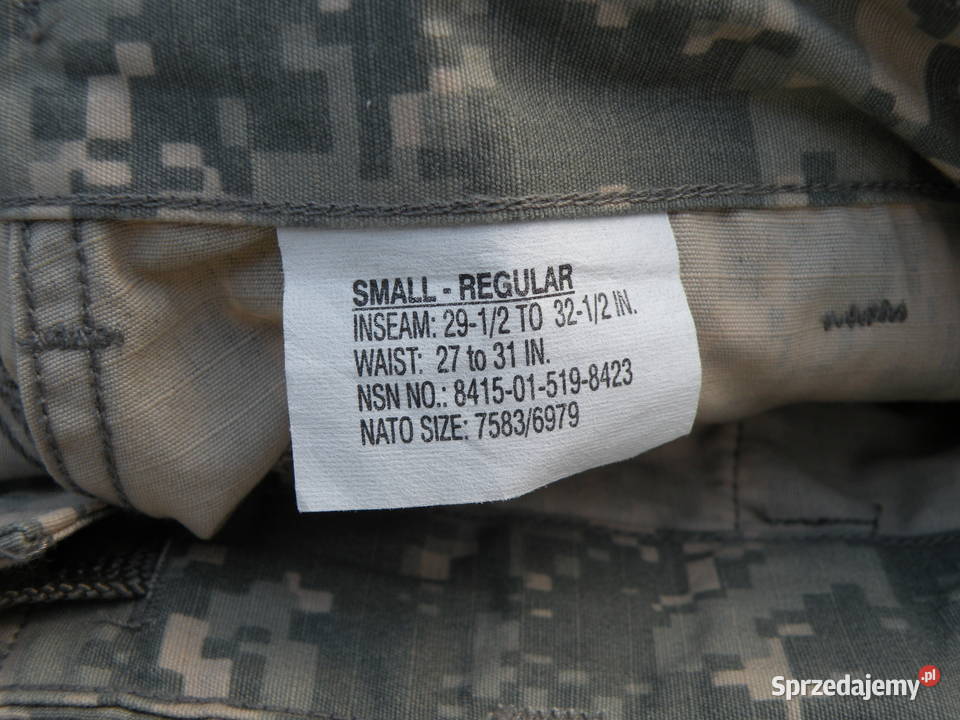 SMALL - REGULAR
INSEAM: 29-1/2 TO 32-1/2 IN.
WAIST: 27 to 31 IN.
NSN NO.: 8415-01-519-8423
NATO SIZE: 7583/6979
Sprzedajemy.pl